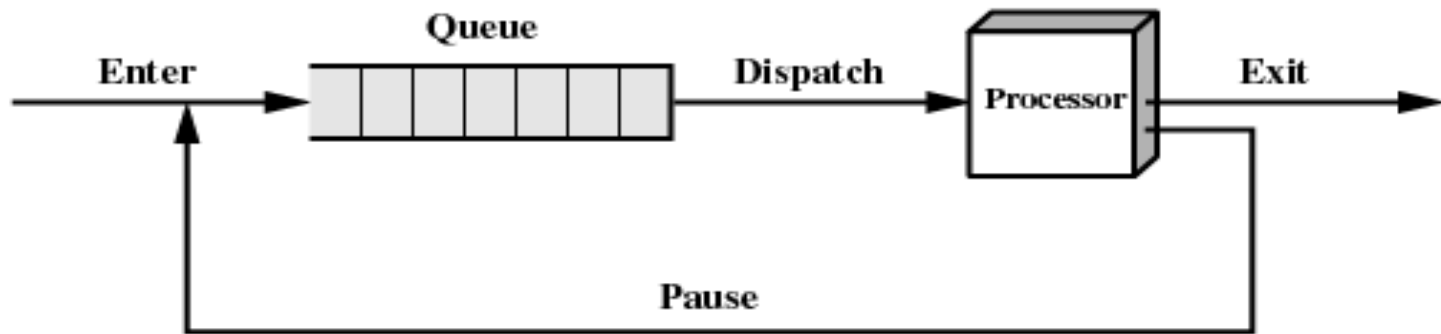 Queue
Enter
Dispatch
Processor
Exit
Pause